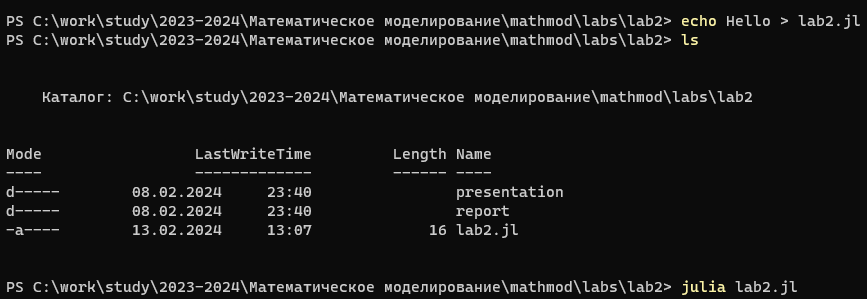 PS C:\work\study\2023-2024\Математическое моделирование\mathmod\labs\lab2> echo Hello > lab2.jl
PS C:\work\study\2023-2024\Математическое моделирование\mathmod\labs\lab2> ls
Каталог: C:\work\study\2023-2024\Математическое моделирование\mathmod\labs\lab2
Mode LastWriteTime Length Name
---- ------------- ------ ----
d----- 08.02.2024 23:40 presentation
d----- 08.02.2024 23:40 report
-a---- 13.02.2024 13:07 16 lab2.jl
PS C:\work\study\2023-2024\Математическое моделирование\mathmod\labs\lab2> julia lab2.jl